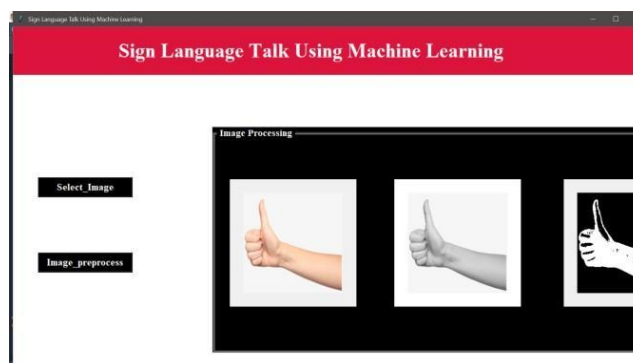 Sign Language Talk Using Machine Learning
Sign Language Talk Using Machine Learning
Image Processing
Select_Image
Image_preprocess